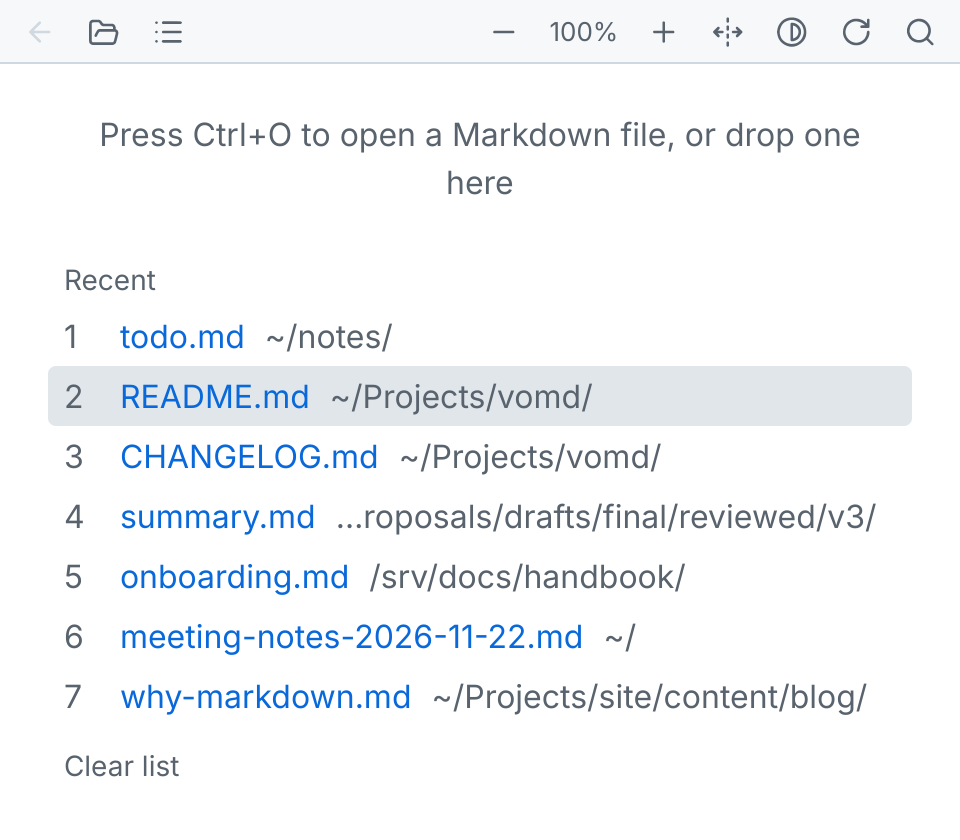 100%
Press Ctrl+O to open a Markdown file, or drop one
here
Recent
1 todo.md ~/notes/
2 README.md ~/Projects/vomd/
3 CHANGELOG.md ~/Projects/vomd/
4 summary.md …roposals/drafts/final/reviewed/v3/
5 onboarding.md /srv/docs/handbook/
6 meeting-notes-2026-11-22.md ~/
7 why-markdown.md ~/Projects/site/content/blog/
Clear list